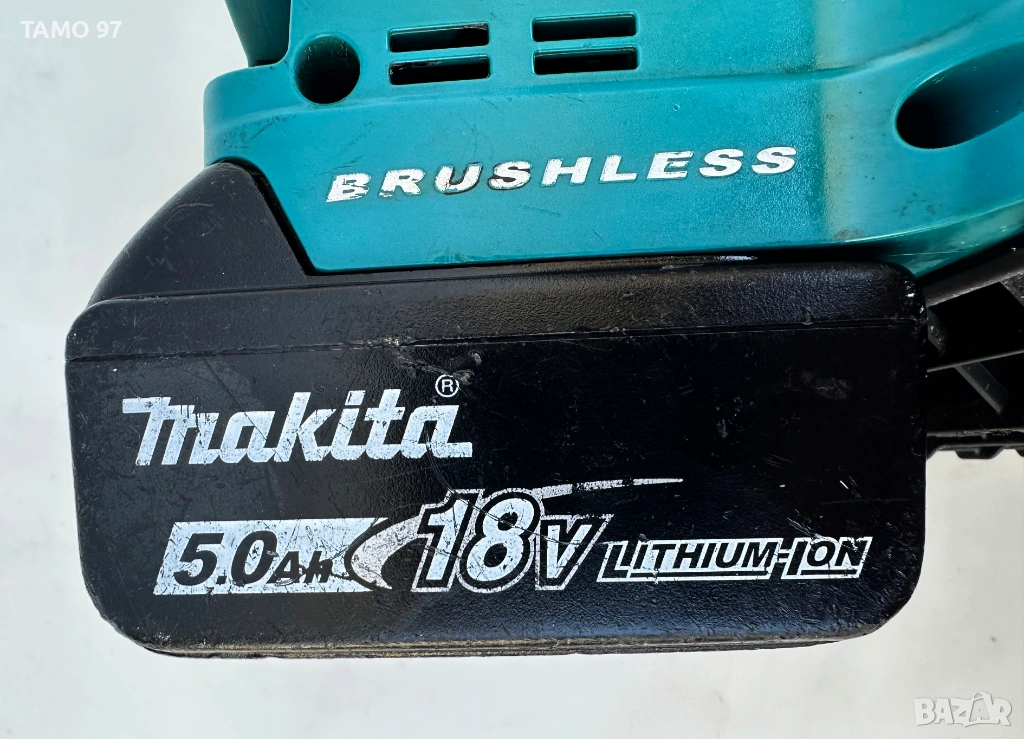 TAMO 97
BRUSHLESS
makita®
5.0Ah 18V LITHIUM-ION
BAZAR